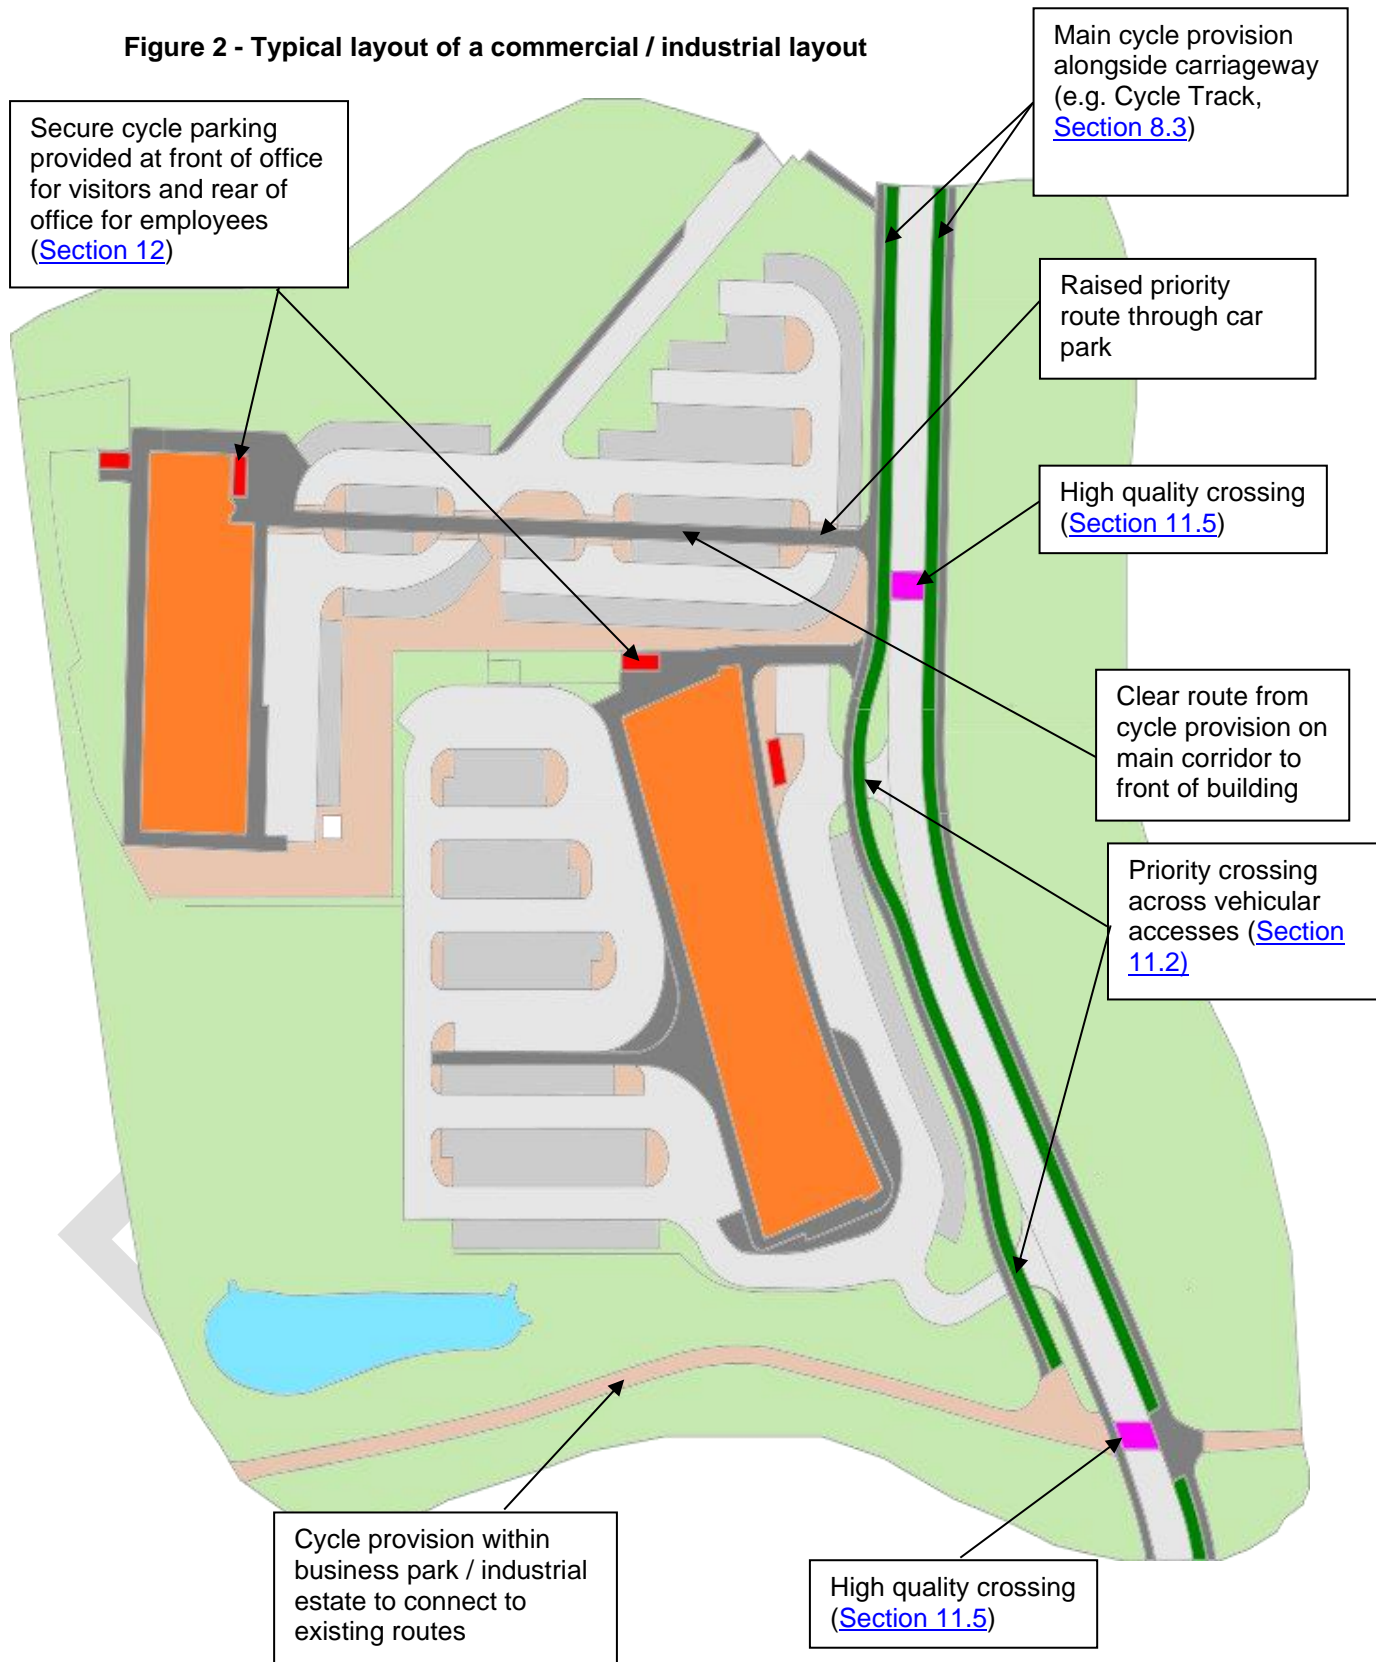 Figure 2 - Typical layout of a commercial / industrial layout
Main cycle provision
alongside carriageway
(e.g. Cycle Track,
Section 8.3)
Secure cycle parking
provided at front of office
for visitors and rear of
office for employees
(Section 12)
Raised priority
route through car
park
High quality crossing
(Section 11.5)
Clear route from
cycle provision on
main corridor to
front of building
Priority crossing
across vehicular
accesses (Section
11.2)
Cycle provision within
business park / industrial
estate to connect to
existing routes
High quality crossing
(Section 11.5)